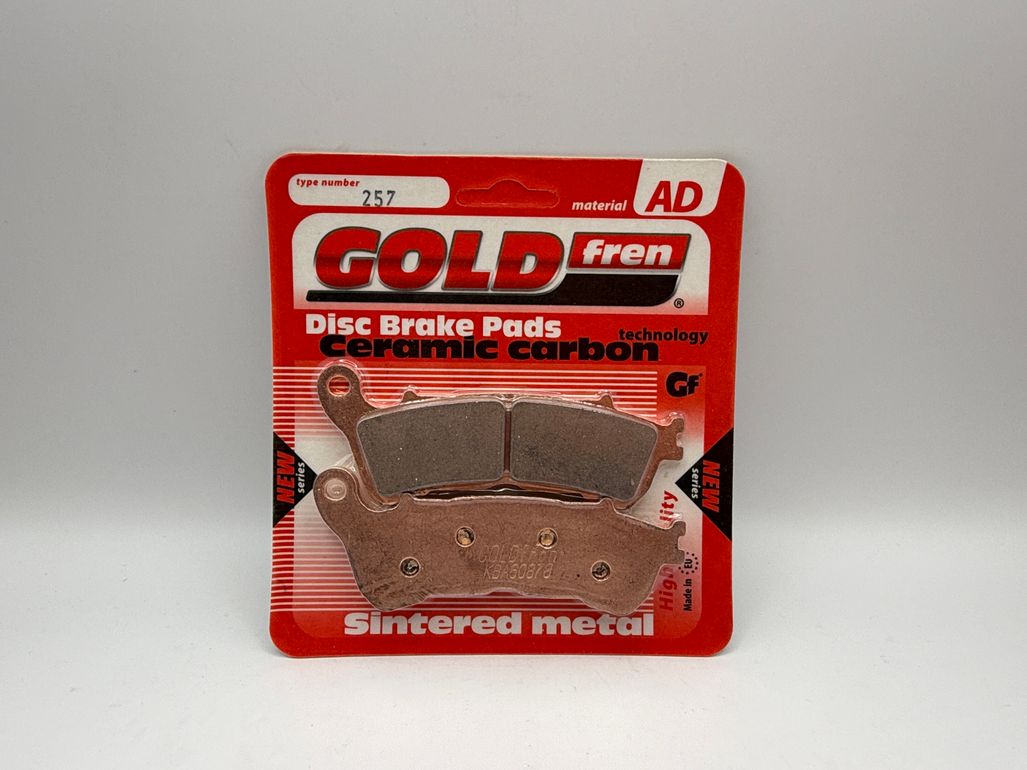 type number
257
material AD
GOLD fren
®
Disc Brake Pads
technology
Ceramic carbon
Gf
NEW
series
NEW
series
GOLDfren
Made in EU
Sintered metal